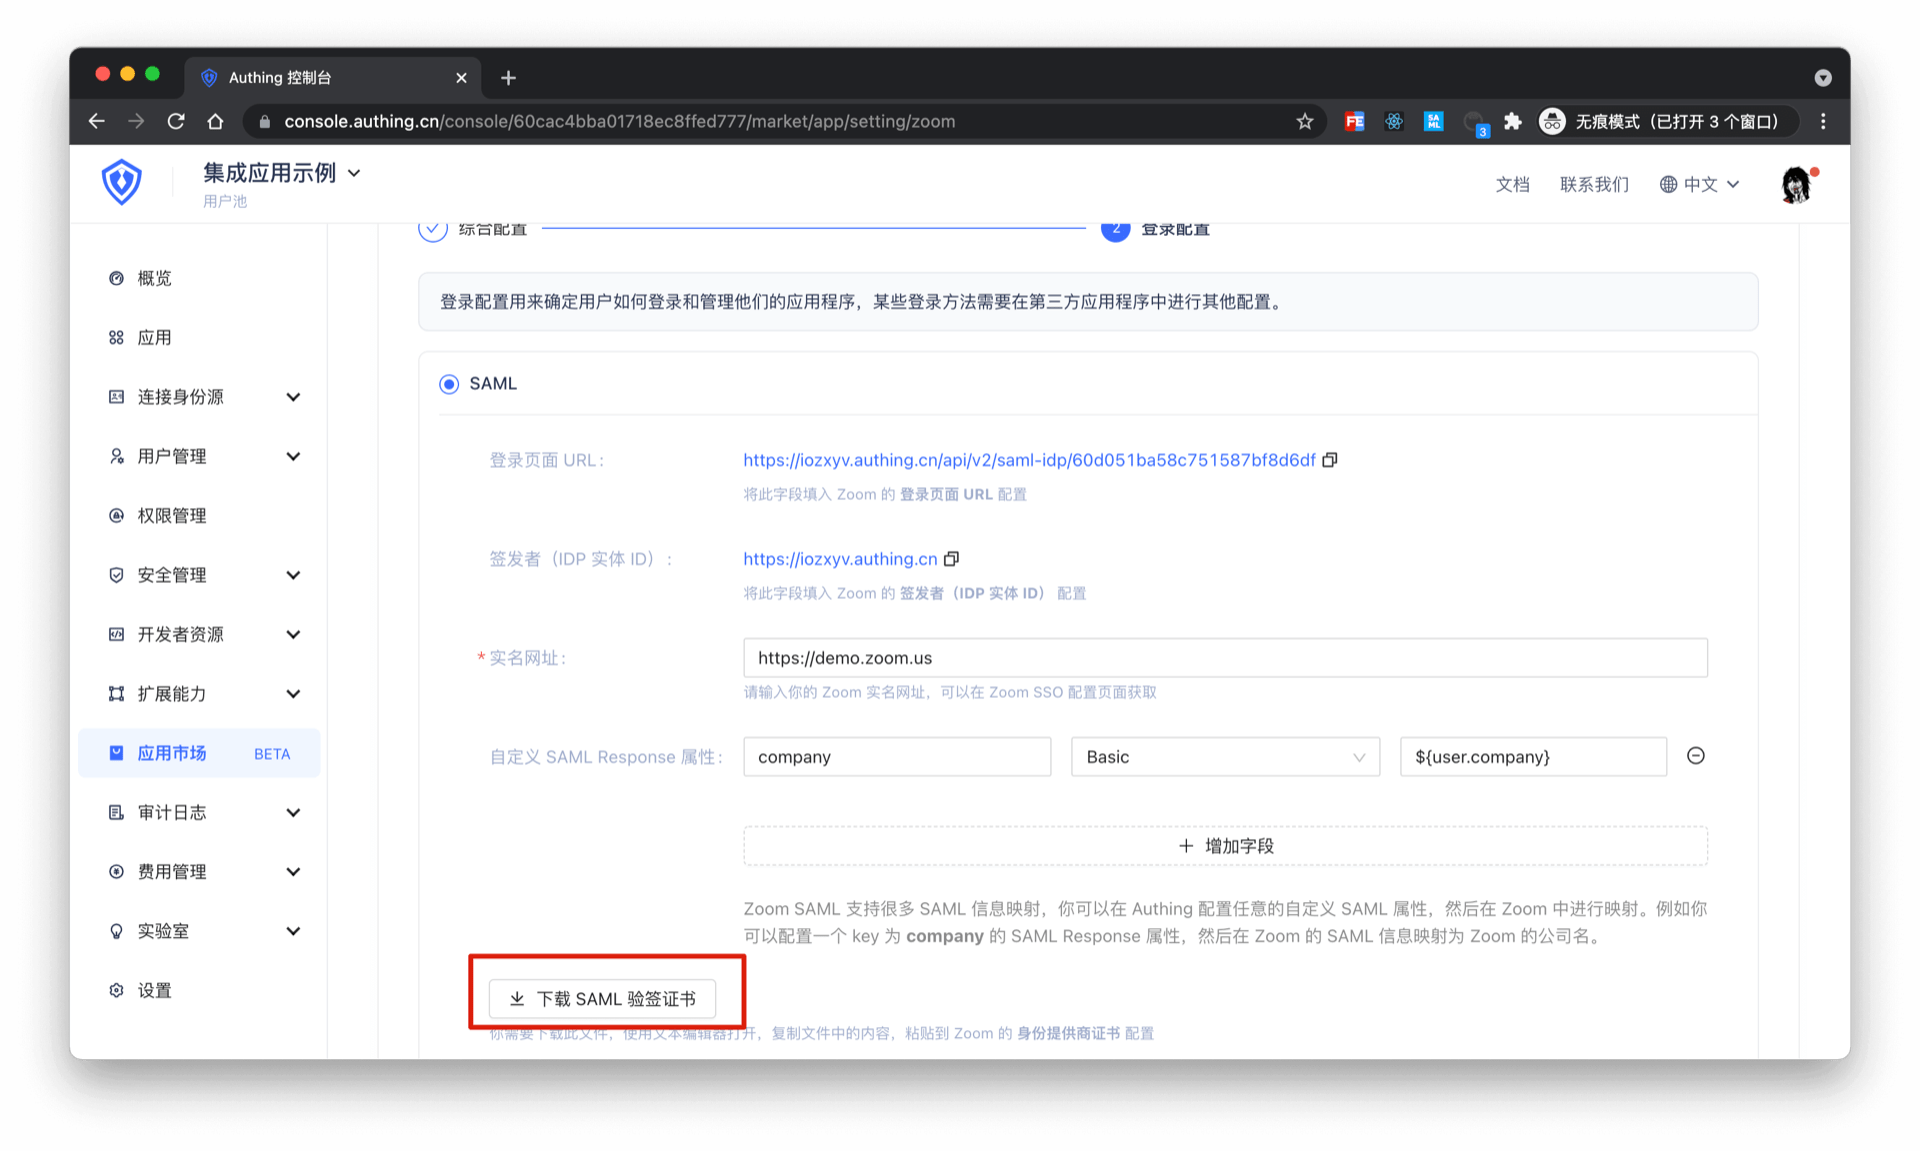 Authing 控制台
console.authing.cn/console/60cac4bba01718ec8ffed777/market/app/setting/zoom
FE
SA
ML
3
无痕模式（已打开 3 个窗口）
集成应用示例
用户池
文档
联系我们
中文
综合配置
2
登录配置
概览
应用
连接身份源
用户管理
权限管理
安全管理
开发者资源
扩展能力
应用市场 BETA
审计日志
费用管理
实验室
设置
登录配置用来确定用户如何登录和管理他们的应用程序，某些登录方法需要在第三方应用程序中进行其他配置。
SAML
登录页面 URL： https://iozxyv.authing.cn/api/v2/saml-idp/60d051ba58c751587bf8d6df
将此字段填入 Zoom 的 登录页面 URL 配置
签发者（IDP 实体 ID）： https://iozxyv.authing.cn
将此字段填入 Zoom 的 签发者（IDP 实体 ID） 配置
* 实名网址： https://demo.zoom.us
请输入你的 Zoom 实名网址，可以在 Zoom SSO 配置页面获取
自定义 SAML Response 属性： company Basic ${user.company}
+ 增加字段
Zoom SAML 支持很多 SAML 信息映射，你可以在 Authing 配置任意的自定义 SAML 属性，然后在 Zoom 中进行映射。例如你
可以配置一个 key 为 company 的 SAML Response 属性，然后在 Zoom 的 SAML 信息映射为 Zoom 的公司名。
下载 SAML 验签证书
你需要下载此文件，使用文本编辑器打开，复制文件中的内容，粘贴到 Zoom 的 身份提供商证书 配置